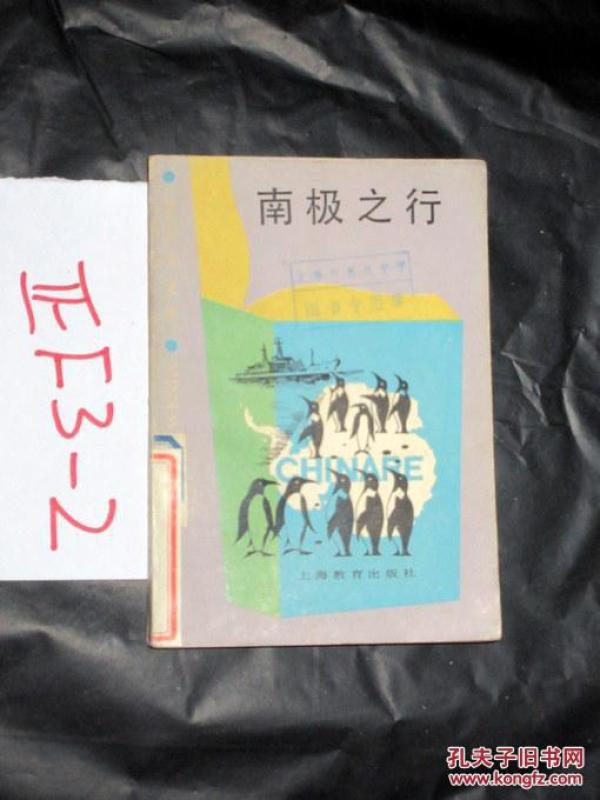 正F3-2
南极之行
CHINARE
上海教育出版社
孔夫子旧书网
www.kongfz.com